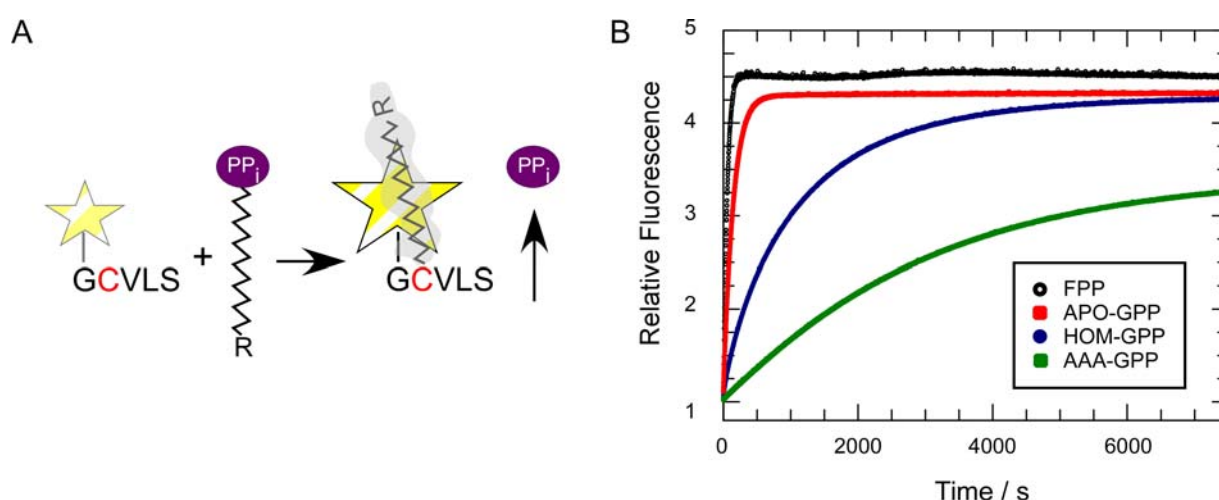 A
PPi
R
GCVLS
+
R
GCVLS
PPi
B
Relative Fluorescence
5
4
3
2
1
0 2000 4000 6000
Time / s
FPP
APO-GPP
HOM-GPP
AAA-GPP